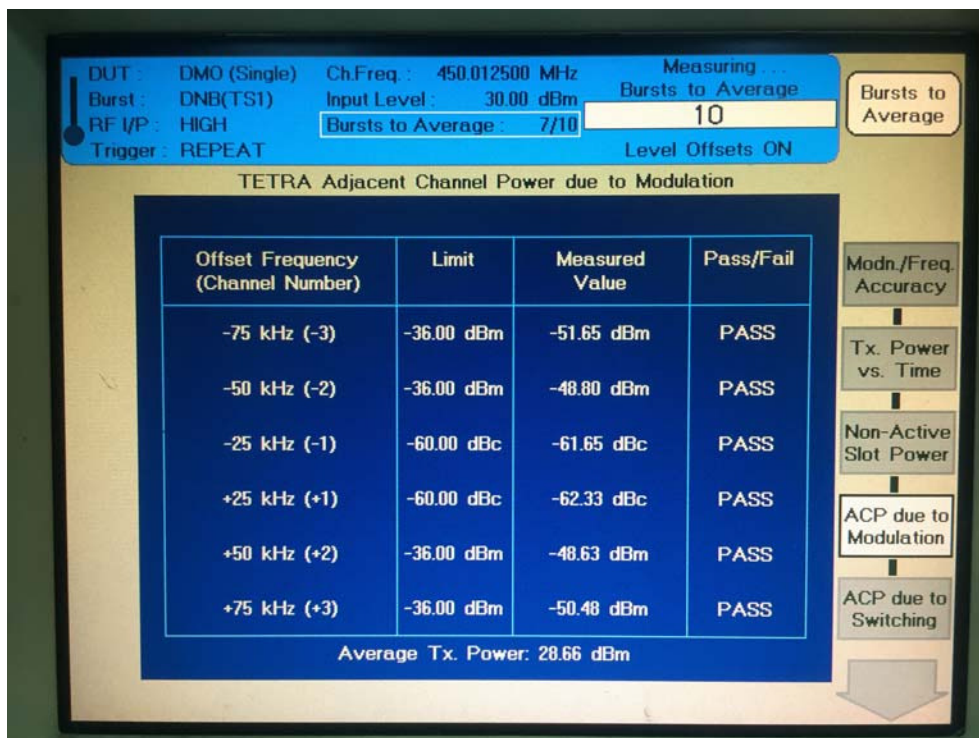 DUT : DMO (Single) Ch.Freq. : 450.012500 MHz Measuring ...
Burst : DNB(TS1) Input Level : 30.00 dBm Bursts to Average
RF I/P : HIGH Bursts to Average : 7/10 10
Trigger : REPEAT Level Offsets ON
Bursts to
Average
TETRA Adjacent Channel Power due to Modulation
Offset Frequency Limit Measured Pass/Fail
(Channel Number) Value
-75 kHz (-3) -36.00 dBm -51.65 dBm PASS
-50 kHz (-2) -36.00 dBm -48.80 dBm PASS
-25 kHz (-1) -60.00 dBc -61.65 dBc PASS
+25 kHz (+1) -60.00 dBc -62.33 dBc PASS
+50 kHz (+2) -36.00 dBm -48.63 dBm PASS
+75 kHz (+3) -36.00 dBm -50.48 dBm PASS
Average Tx. Power: 28.66 dBm
Modn./Freq.
Accuracy
Tx. Power
vs. Time
Non-Active
Slot Power
ACP due to
Modulation
ACP due to
Switching